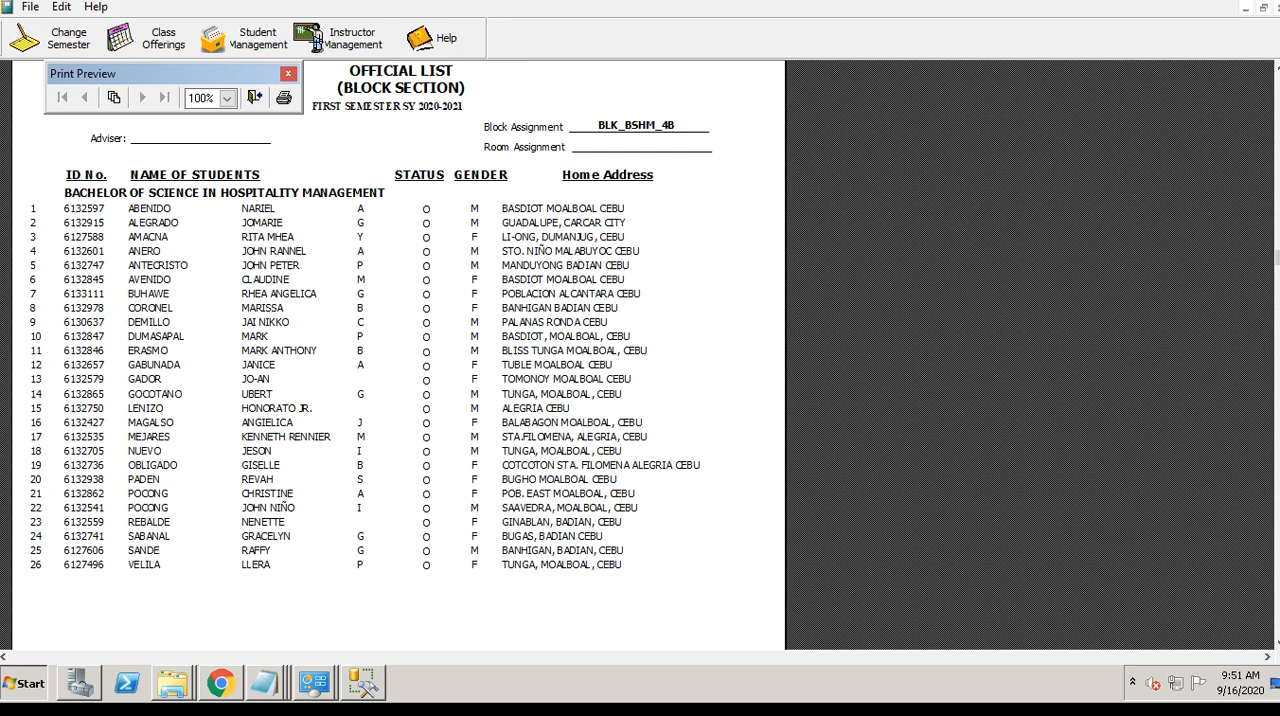 File Edit Help
Change Semester Class Offerings Student Management Instructor Management Help
Print Preview
100%
OFFICIAL LIST
(BLOCK SECTION)
FIRST SEMESTER SY 2020-2021
Block Assignment BLK_BSHM_4B
Adviser:
Room Assignment
ID No. NAME OF STUDENTS STATUS GENDER Home Address
BACHELOR OF SCIENCE IN HOSPITALITY MANAGEMENT
1 6132597 ABENIDO NARIEL A O M BASDIOT MOALBOAL CEBU
2 6132915 ALEGRADO JOMARIE G O M GUADALUPE, CARCAR CITY
3 6127588 AMACNA RITA MHEA Y O F LI-ONG, DUMANJUG, CEBU
4 6132601 ANERO JOHN RANNEL A O M STO. NIÑO MALABUYOC CEBU
5 6132747 ANTECRISTO JOHN PETER P O M MANDUYONG BADIAN CEBU
6 6132845 AVENIDO CLAUDINE M O F BASDIOT MOALBOAL CEBU
7 6133111 BUHAWE RHEA ANGELICA G O F POBLACION ALCANTARA CEBU
8 6132978 CORONEL MARISSA B O F BANHIGAN BADIAN CEBU
9 6130637 DEMILLO JAI NIKKO C O M PALANAS RONDA CEBU
10 6132847 DUMASAPAL MARK P O M BASDIOT, MOALBOAL, CEBU
11 6132846 ERASMO MARK ANTHONY B O M BLISS TUNGA MOALBOAL, CEBU
12 6132657 GABUNADA JANICE A O F TUBLE MOALBOAL CEBU
13 6132579 GADOR JO-AN O F TOMONOY MOALBOAL CEBU
14 6132865 GOCOTANO UBERT G O M TUNGA, MOALBOAL, CEBU
15 6132750 LENIZO HONORATO JR. O M ALEGRIA CEBU
16 6132427 MAGALSO ANGIELICA J O F BALABAGON MOALBOAL, CEBU
17 6132535 MEJARES KENNETH RENNIER M O M STA.FILOMENA, ALEGRIA, CEBU
18 6132705 NUEVO JESON I O M TUNGA, MOALBOAL, CEBU
19 6132736 OBLIGADO GISELLE B O F COTCOTON STA. FILOMENA ALEGRIA CEBU
20 6132938 PADEN REVAH S O F BUGHO MOALBOAL CEBU
21 6132862 POCONG CHRISTINE A O F POB. EAST MOALBOAL, CEBU
22 6132541 POCONG JOHN NIÑO I O M SAAVEDRA, MOALBOAL, CEBU
23 6132559 REBALDE NENETTE O F GINABLAN, BADIAN, CEBU
24 6132741 SABANAL GRACELYN G O F BUGAS, BADIAN CEBU
25 6127606 SANDE RAFFY G O M BANHIGAN, BADIAN, CEBU
26 6127496 VELILA LLERA P O F TUNGA, MOALBOAL, CEBU
Start
9:51 AM
9/16/2020